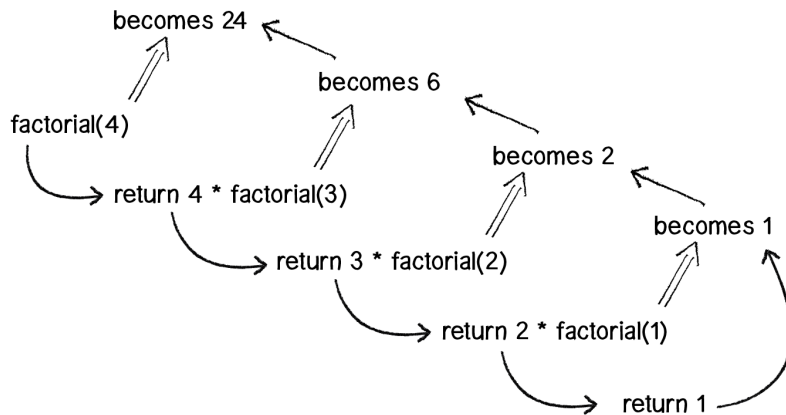 becomes 24
becomes 6
factorial(4)
becomes 2
return 4 * factorial(3)
becomes 1
return 3 * factorial(2)
return 2 * factorial(1)
return 1